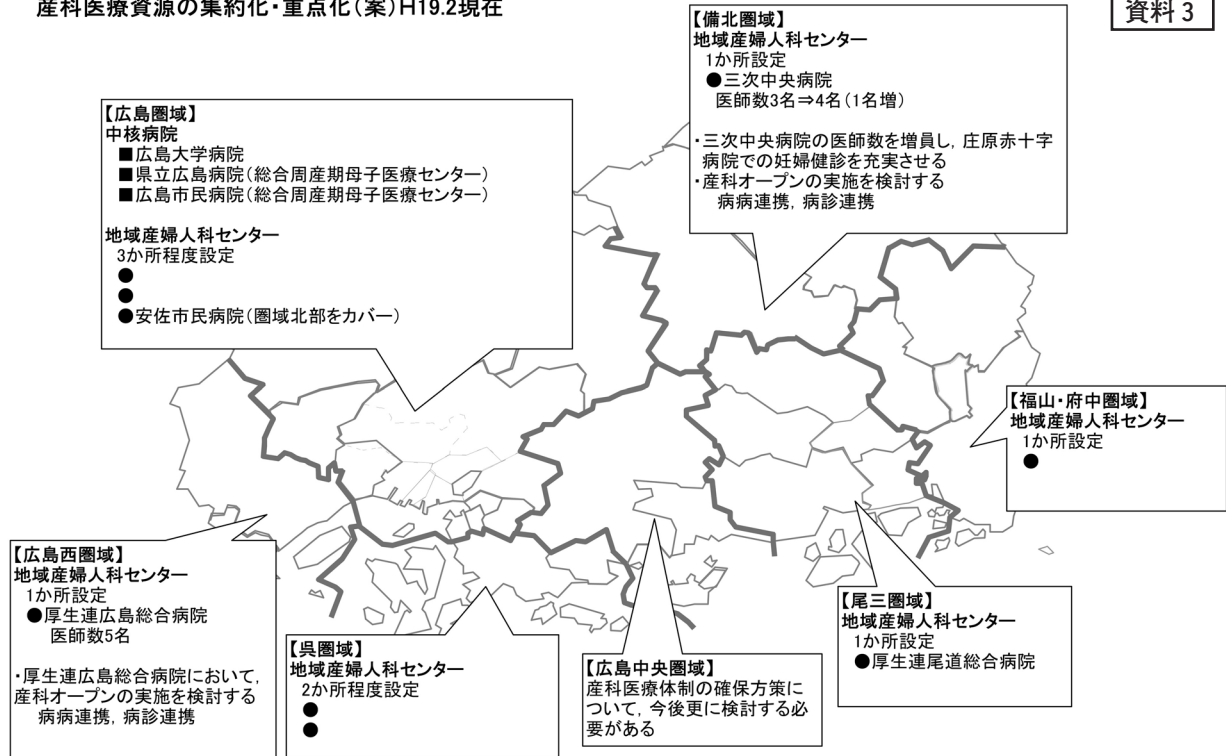 産科医療資源の集約化・重点化（案）H19.2現在
資料３
【備北圏域】
地域産婦人科センター
1か所設定
●三次中央病院
医師数3名⇒4名（1名増）
・三次中央病院の医師数を増員し，庄原赤十字
病院での妊婦健診を充実させる
・産科オープンの実施を検討する
病病連携，病診連携
【広島圏域】
中核病院
■広島大学病院
■県立広島病院（総合周産期母子医療センター）
■広島市民病院（総合周産期母子医療センター）
地域産婦人科センター
3か所程度設定
●
●
●安佐市民病院（圏域北部をカバー）
【福山・府中圏域】
地域産婦人科センター
1か所設定
●
【広島西圏域】
地域産婦人科センター
1か所設定
●厚生連広島総合病院
医師数5名
・厚生連広島総合病院において，
産科オープンの実施を検討する
病病連携，病診連携
【呉圏域】
地域産婦人科センター
2か所程度設定
●
●
【広島中央圏域】
産科医療体制の確保方策に
ついて，今後更に検討する必
要がある
【尾三圏域】
地域産婦人科センター
1か所設定
●厚生連尾道総合病院